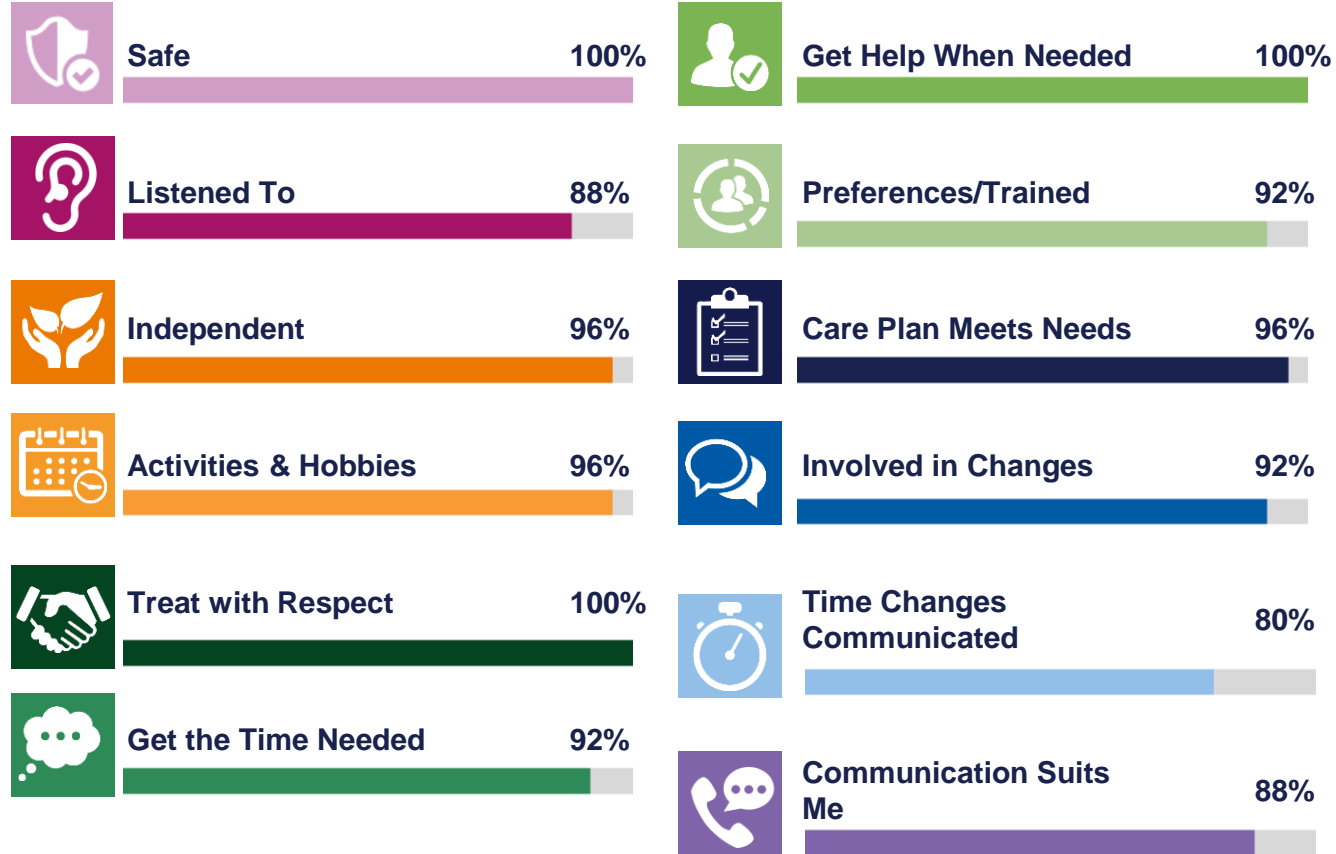 Safe 100%
Listened To 88%
Independent 96%
Activities & Hobbies 96%
Treat with Respect 100%
Get the Time Needed 92%
Get Help When Needed 100%
Preferences/Trained 92%
Care Plan Meets Needs 96%
Involved in Changes 92%
Time Changes
Communicated 80%
Communication Suits
Me 88%